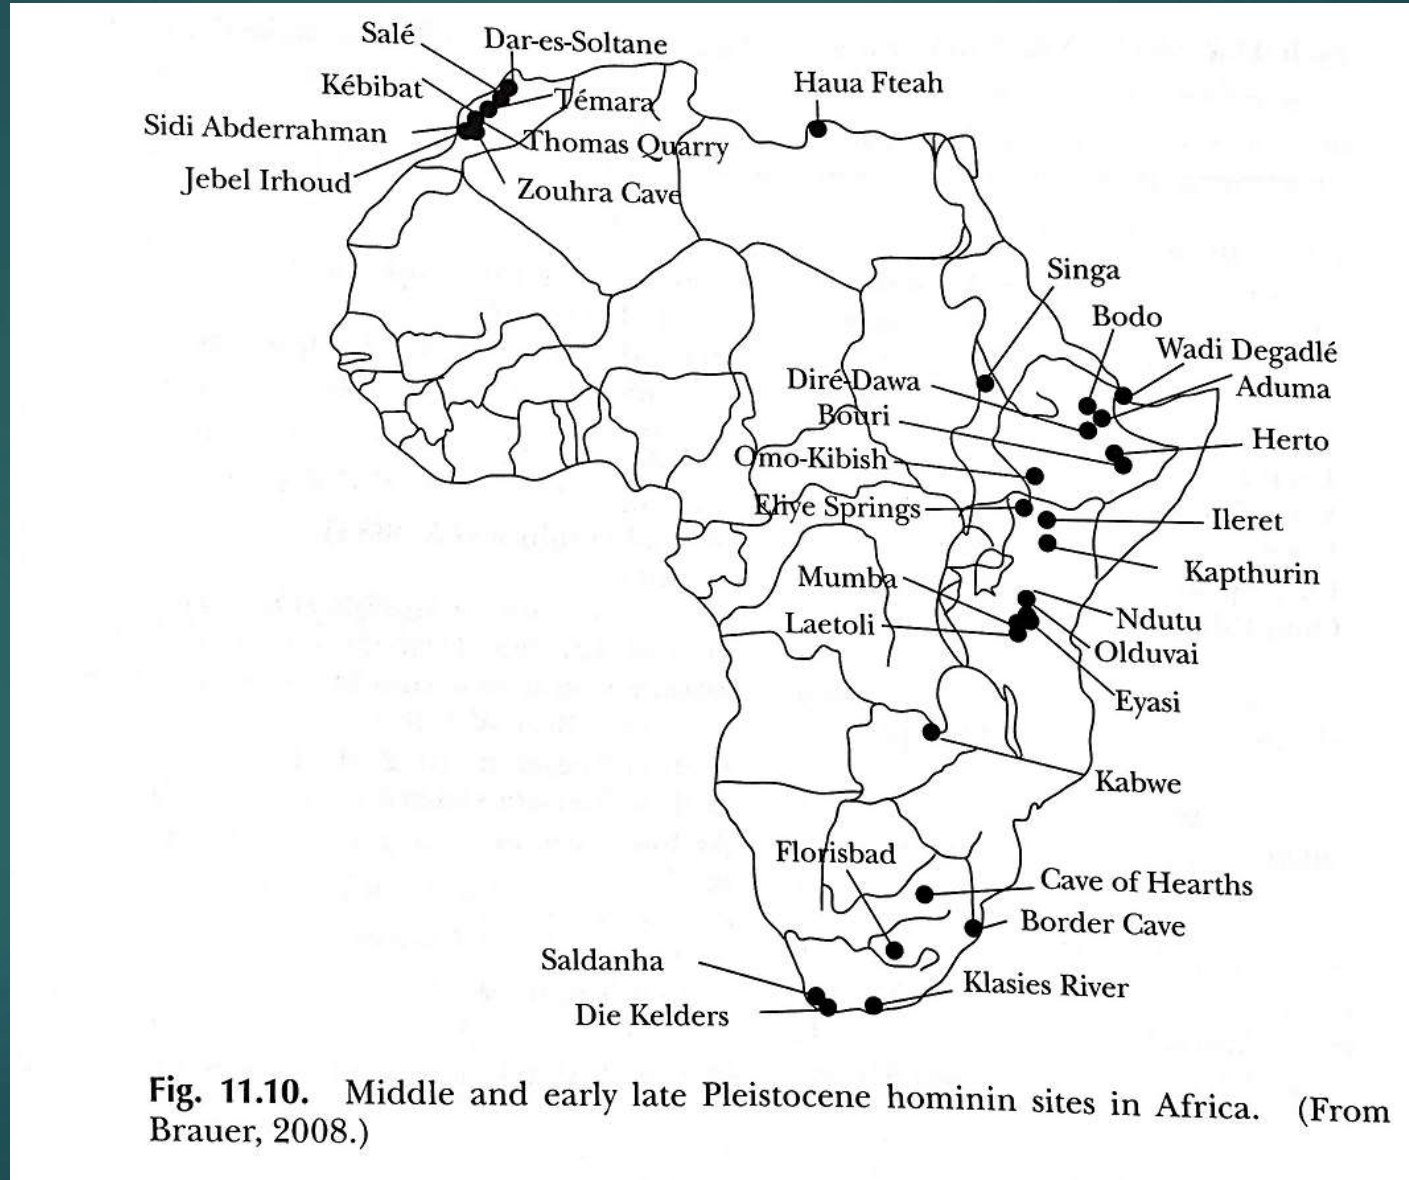 Salé
Dar-es-Soltane
Kébibat
Témara
Haua Fteah
Sidi Abderrahman
Thomas Quarry
Jebel Irhoud
Zouhra Cave
Singa
Bodo
Wadi Degadlé
Diré-Dawa
Aduma
Bouri
Herto
Omo-Kibish
Eliye Springs
Ileret
Kapthurin
Mumba
Ndutu
Laetoli
Olduvai
Eyasi
Kabwe
Florisbad
Cave of Hearths
Border Cave
Saldanha
Klasies River
Die Kelders
Fig. 11.10. Middle and early late Pleistocene hominin sites in Africa. (From
Brauer, 2008.)